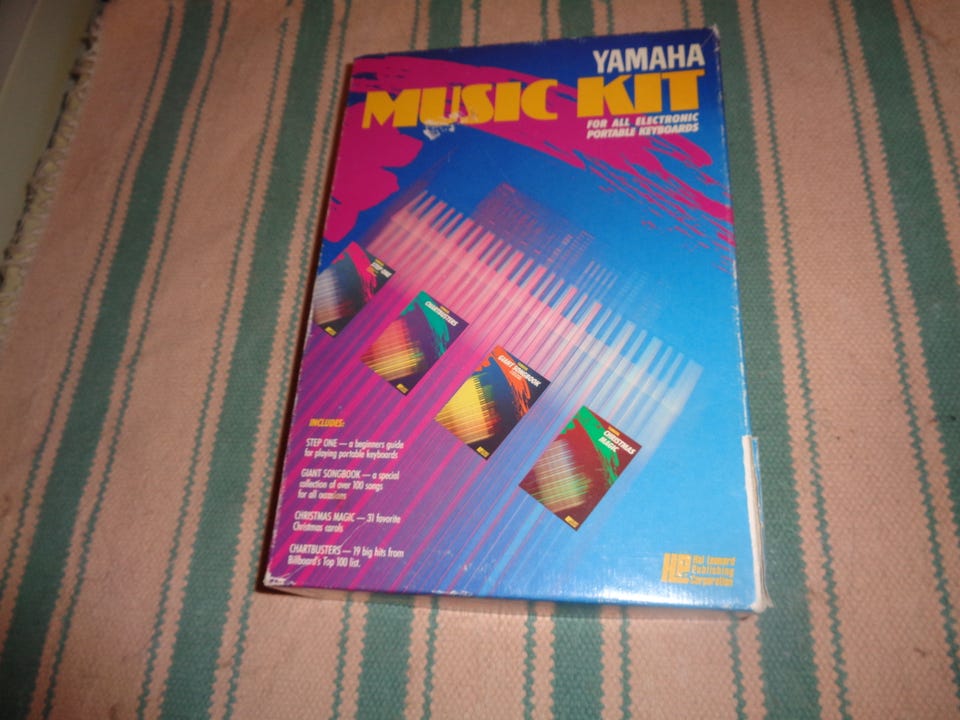 YAMAHA
MUSIC KIT
FOR ALL ELECTRONIC
PORTABLE KEYBOARDS
STEP ONE
CHARTBUSTERS
GIANT SONGBOOK
CHRISTMAS
MAGIC
INCLUDES:
STEP ONE — a beginners guide
for playing portable keyboards
GIANT SONGBOOK — a special
collection of over 100 songs
for all occasions
CHRISTMAS MAGIC — 31 favorite
Christmas carols
CHARTBUSTERS — 19 big hits from
Billboard's Top 100 list.
Hal Leonard
Publishing
Corporation